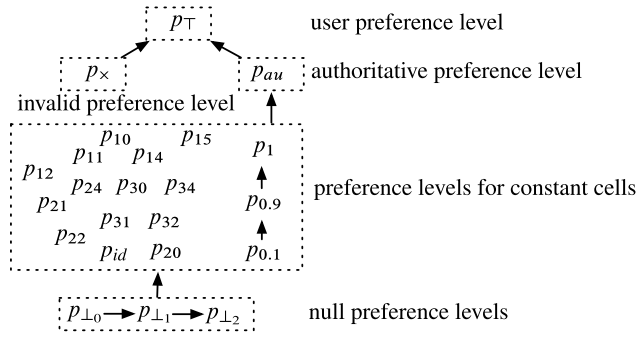 p⊤ user preference level
p× p_au authoritative preference level
invalid preference level
p10 p15
p11 p14 p1
p12
p24 p30 p34 preference levels for constant cells
p21 p0.9
p31 p32
p22
p_id p20 p0.1
p⊥0 p⊥1 p⊥2 null preference levels